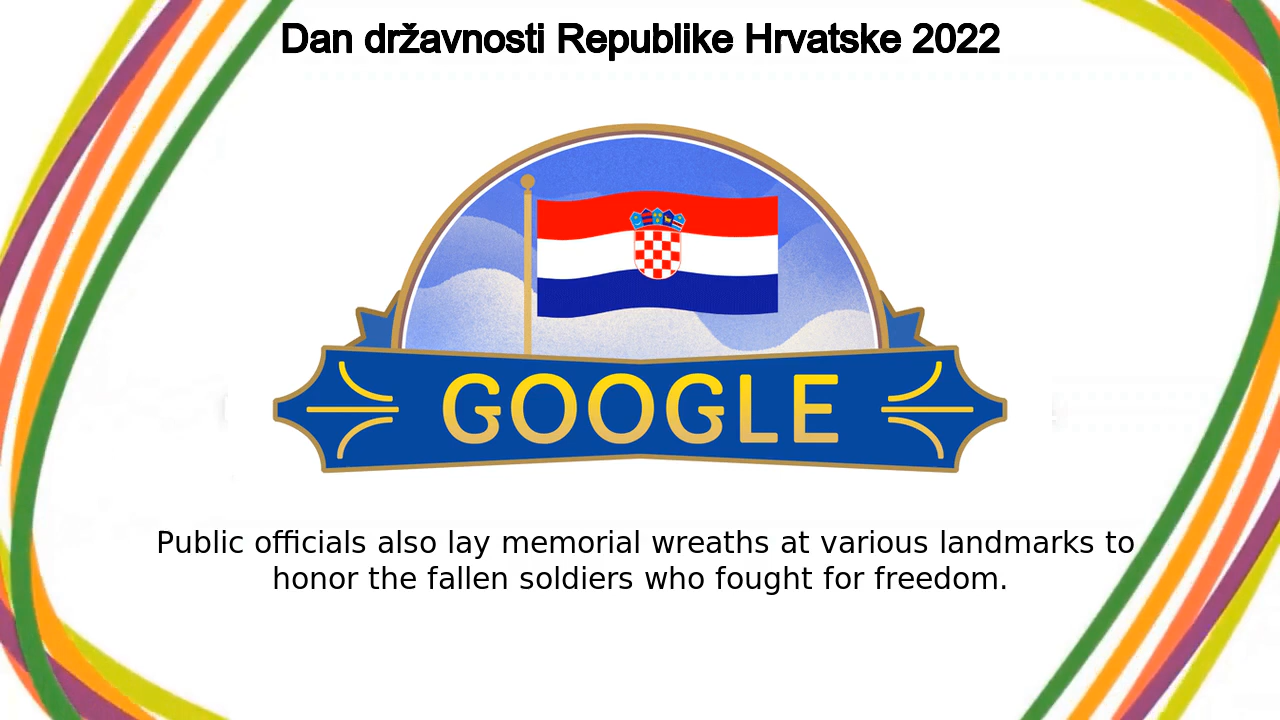 Dan državnosti Republike Hrvatske 2022
GOOGLE
Public officials also lay memorial wreaths at various landmarks to
honor the fallen soldiers who fought for freedom.